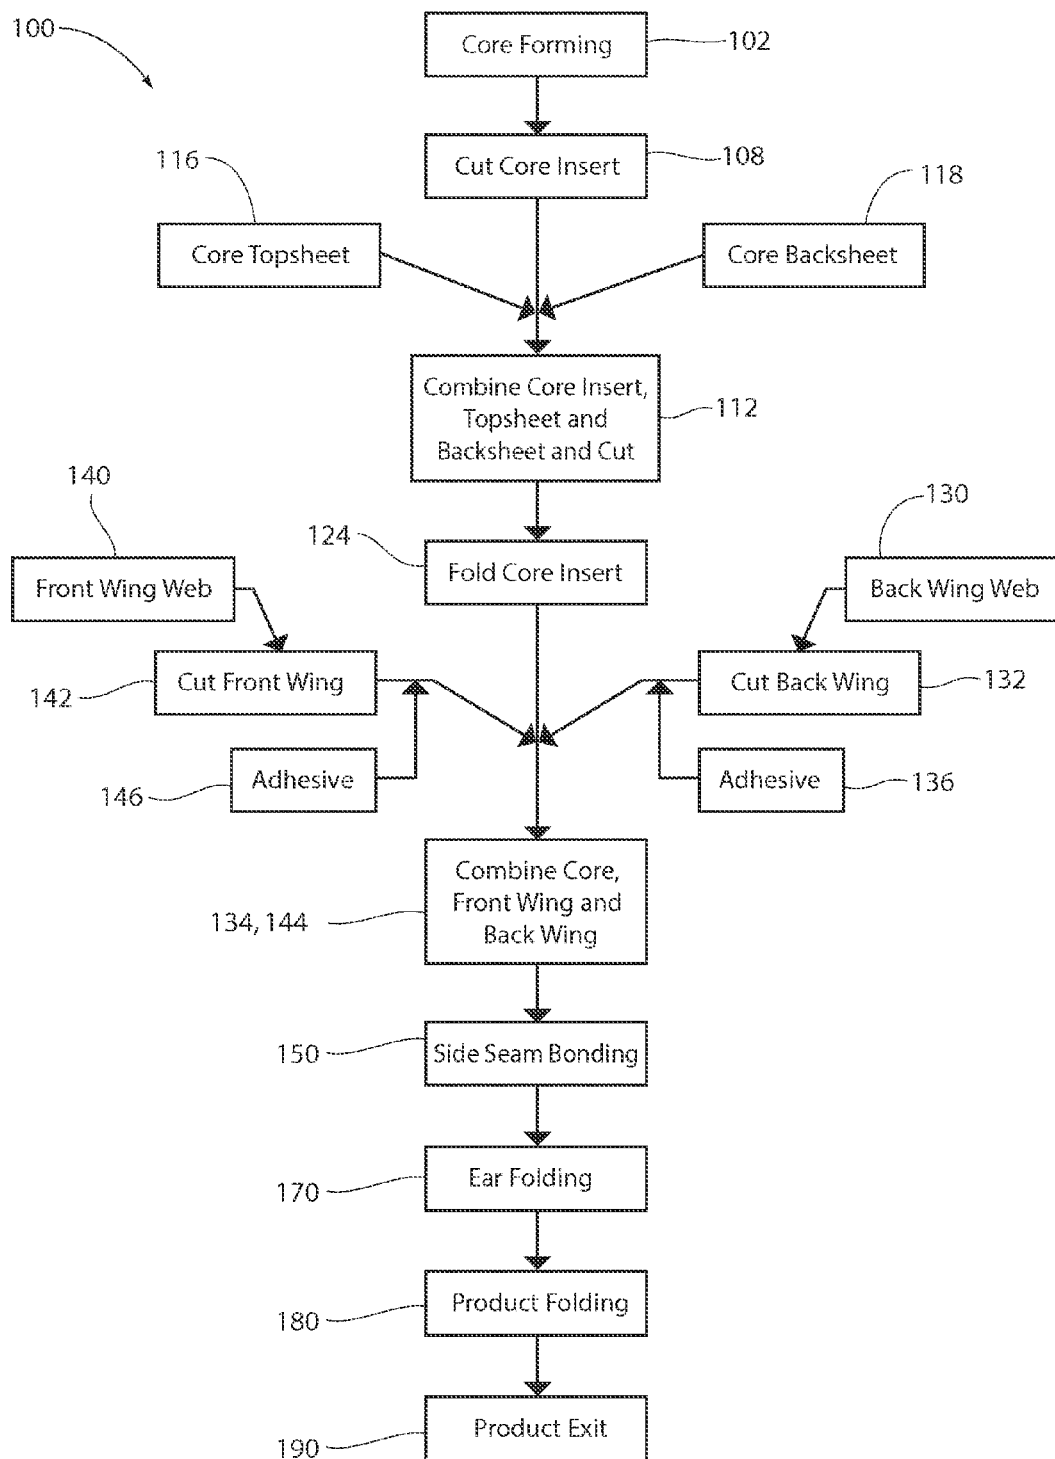 100
Core Forming
102
Cut Core Insert
108
116
118
Core Topsheet
Core Backsheet
Combine Core Insert,
Topsheet and
Backsheet and Cut
112
140
130
124
Front Wing Web
Fold Core Insert
Back Wing Web
Cut Front Wing
142
Cut Back Wing
132
Adhesive
146
Adhesive
136
Combine Core,
Front Wing and
Back Wing
134, 144
Side Seam Bonding
150
Ear Folding
170
Product Folding
180
Product Exit
190